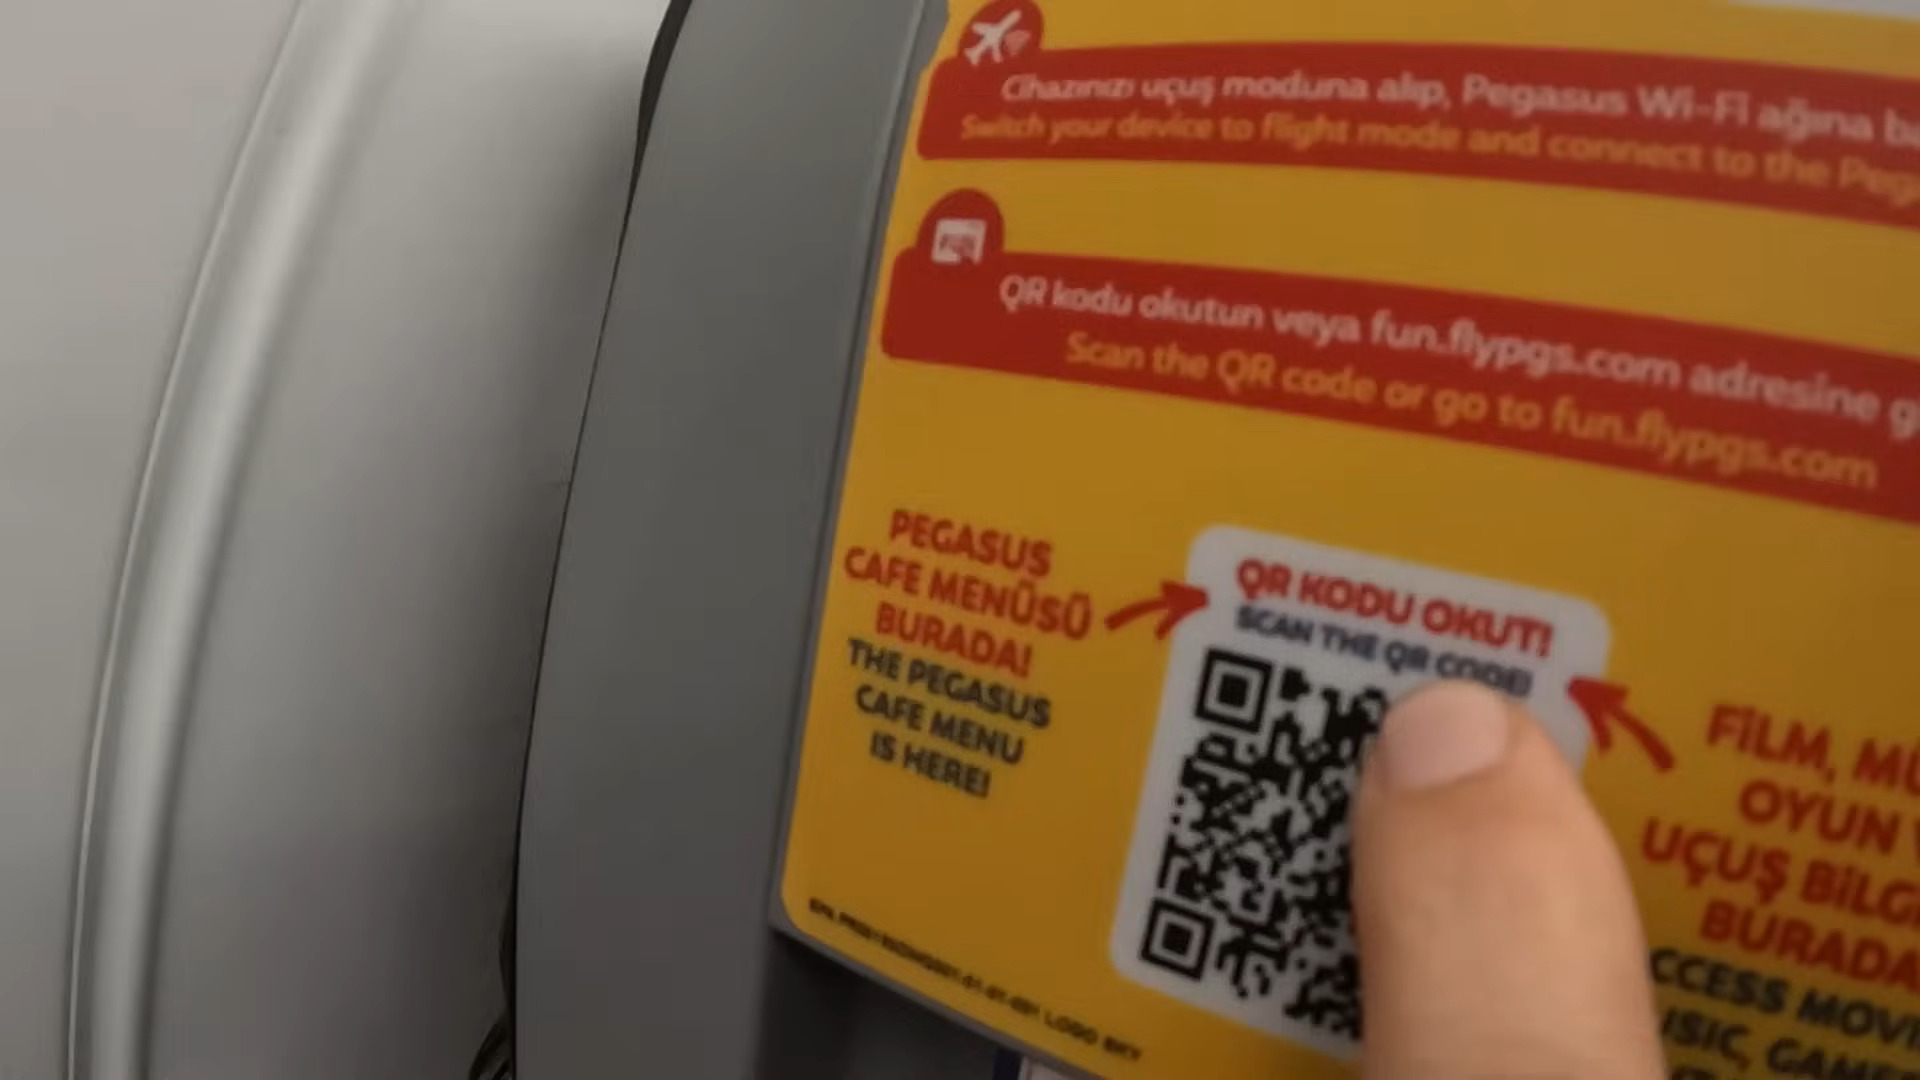 Cihazınızı uçuş moduna alıp, Pegasus Wi-Fi ağına
Switch your device to flight mode and connect to the
QR kodu okutun veya fun.flypgs.com adresine
Scan the QR code or go to fun.flypgs.com
PEGASUS
CAFE MENÜSÜ
BURADA!
THE PEGASUS
CAFE MENU
IS HERE!
QR KODU OKUT!
SCAN THE QR CODE!
FİLM,
OYUN
UÇUŞ
BURADA